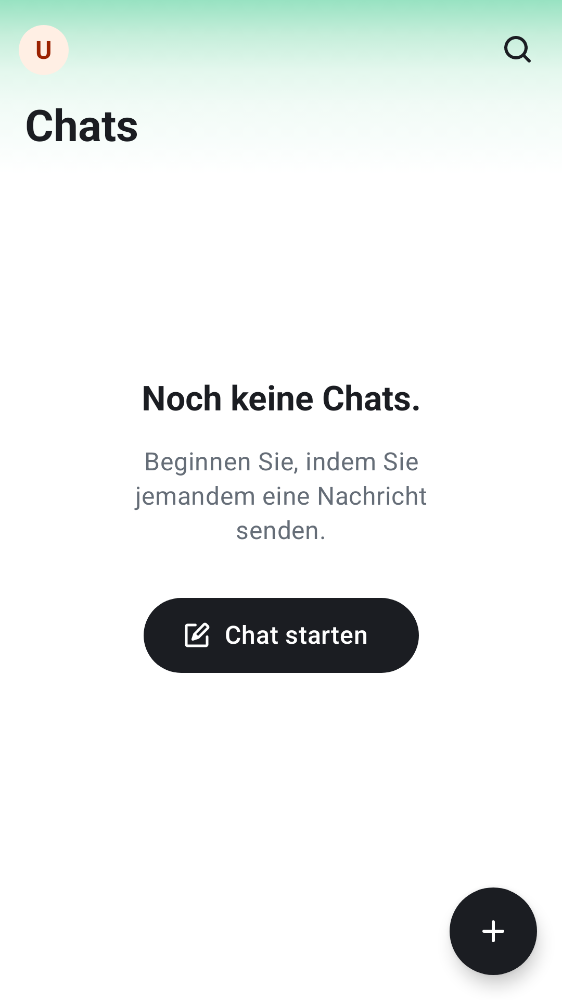 U
Chats
Noch keine Chats.
Beginnen Sie, indem Sie
jemandem eine Nachricht
senden.
Chat starten